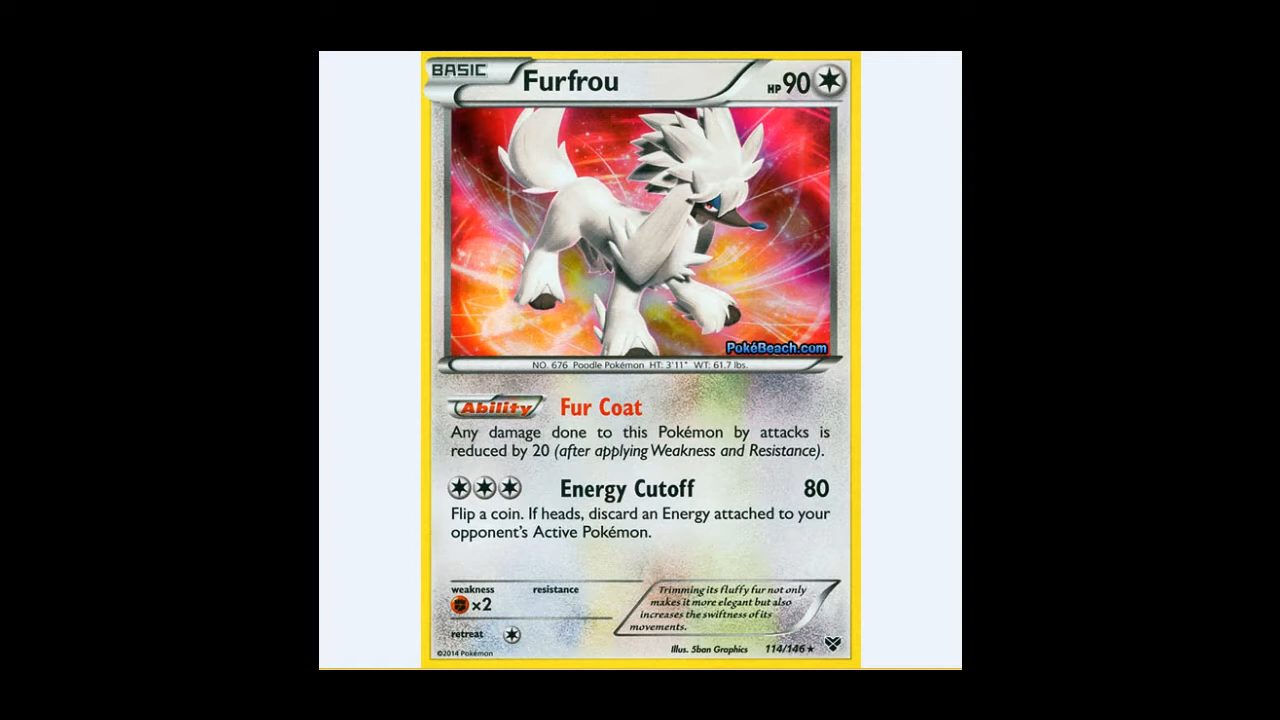 BASIC
Furfrou
HP 90
PokéBeach.com
NO. 676 Poodle Pokémon HT: 3'11" WT: 61.7 lbs.
Ability Fur Coat
Any damage done to this Pokémon by attacks is
reduced by 20 (after applying Weakness and Resistance).
Energy Cutoff 80
Flip a coin. If heads, discard an Energy attached to your
opponent's Active Pokémon.
weakness resistance
×2
retreat
Trimming its fluffy fur not only
makes it more elegant but also
increases the swiftness of its
movements.
Illus. 5ban Graphics 114/146★
©2014 Pokémon